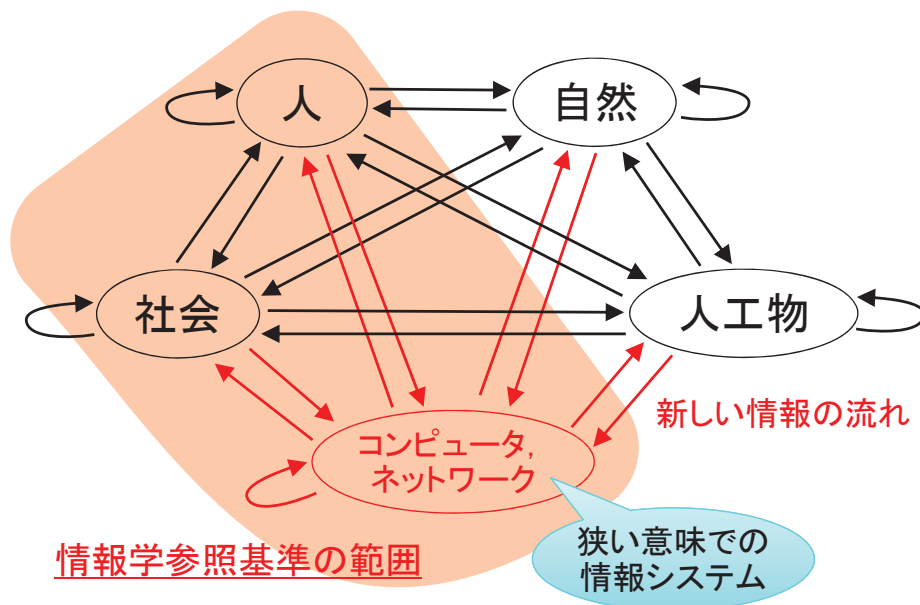 人
自然
社会
人工物
新しい情報の流れ
コンピュータ,
ネットワーク
情報学参照基準の範囲
狭い意味での
情報システム